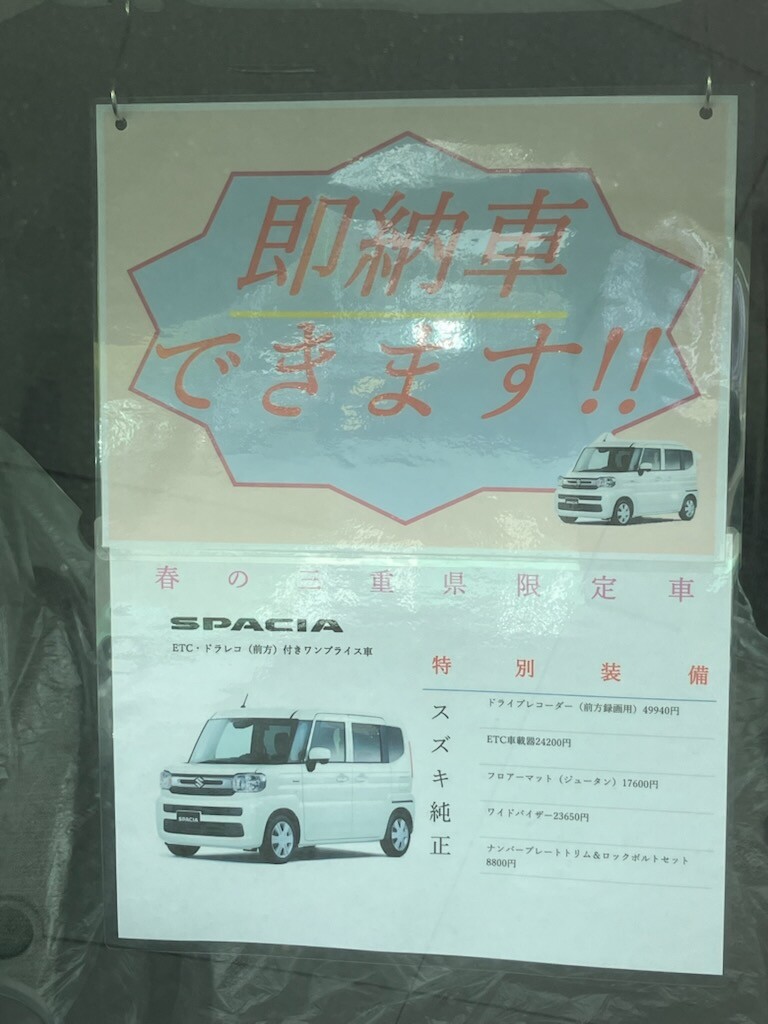 即納車
できます!!
春の三重県限定車
SPACIA
ETC・ドラレコ（前方）付きワンプライス車
特別装備
スズキ純正
ドライブレコーダー（前方録画用）49940円
ETC車載器24200円
フロアーマット（ジュータン）17600円
ワイドバイザー23650円
ナンバープレートトリム＆ロックボルトセット
8800円
SPACIA